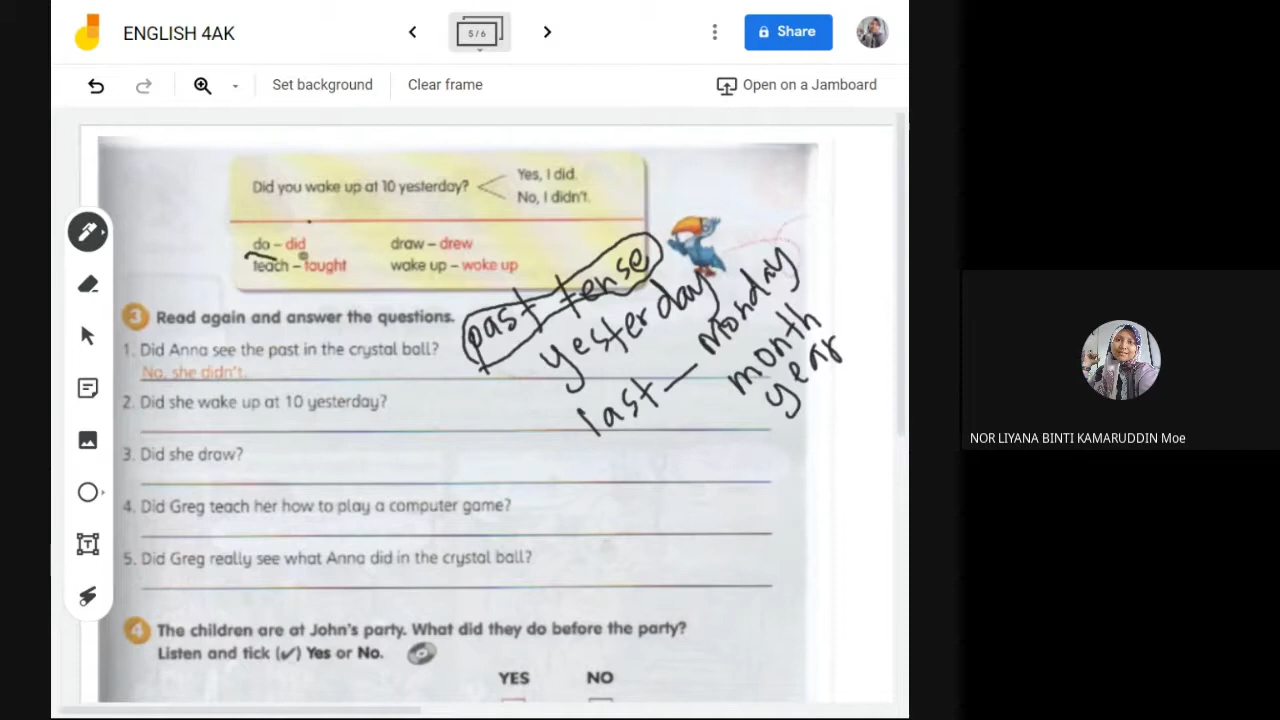 ENGLISH 4AK
5/6
Share
Set background
Clear frame
Open on a Jamboard
Did you wake up at 10 yesterday?
Yes, I did.
No, I didn't.
do – did
draw – drew
teach – taught
wake up – woke up
past tense
yesterday
last — Monday
month
year
3 Read again and answer the questions.
1. Did Anna see the past in the crystal ball?
No, she didn't.
2. Did she wake up at 10 yesterday?
3. Did she draw?
4. Did Greg teach her how to play a computer game?
5. Did Greg really see what Anna did in the crystal ball?
4 The children are at John's party. What did they do before the party?
Listen and tick (✓) Yes or No.
YES NO
NOR LIYANA BINTI KAMARUDDIN Moe